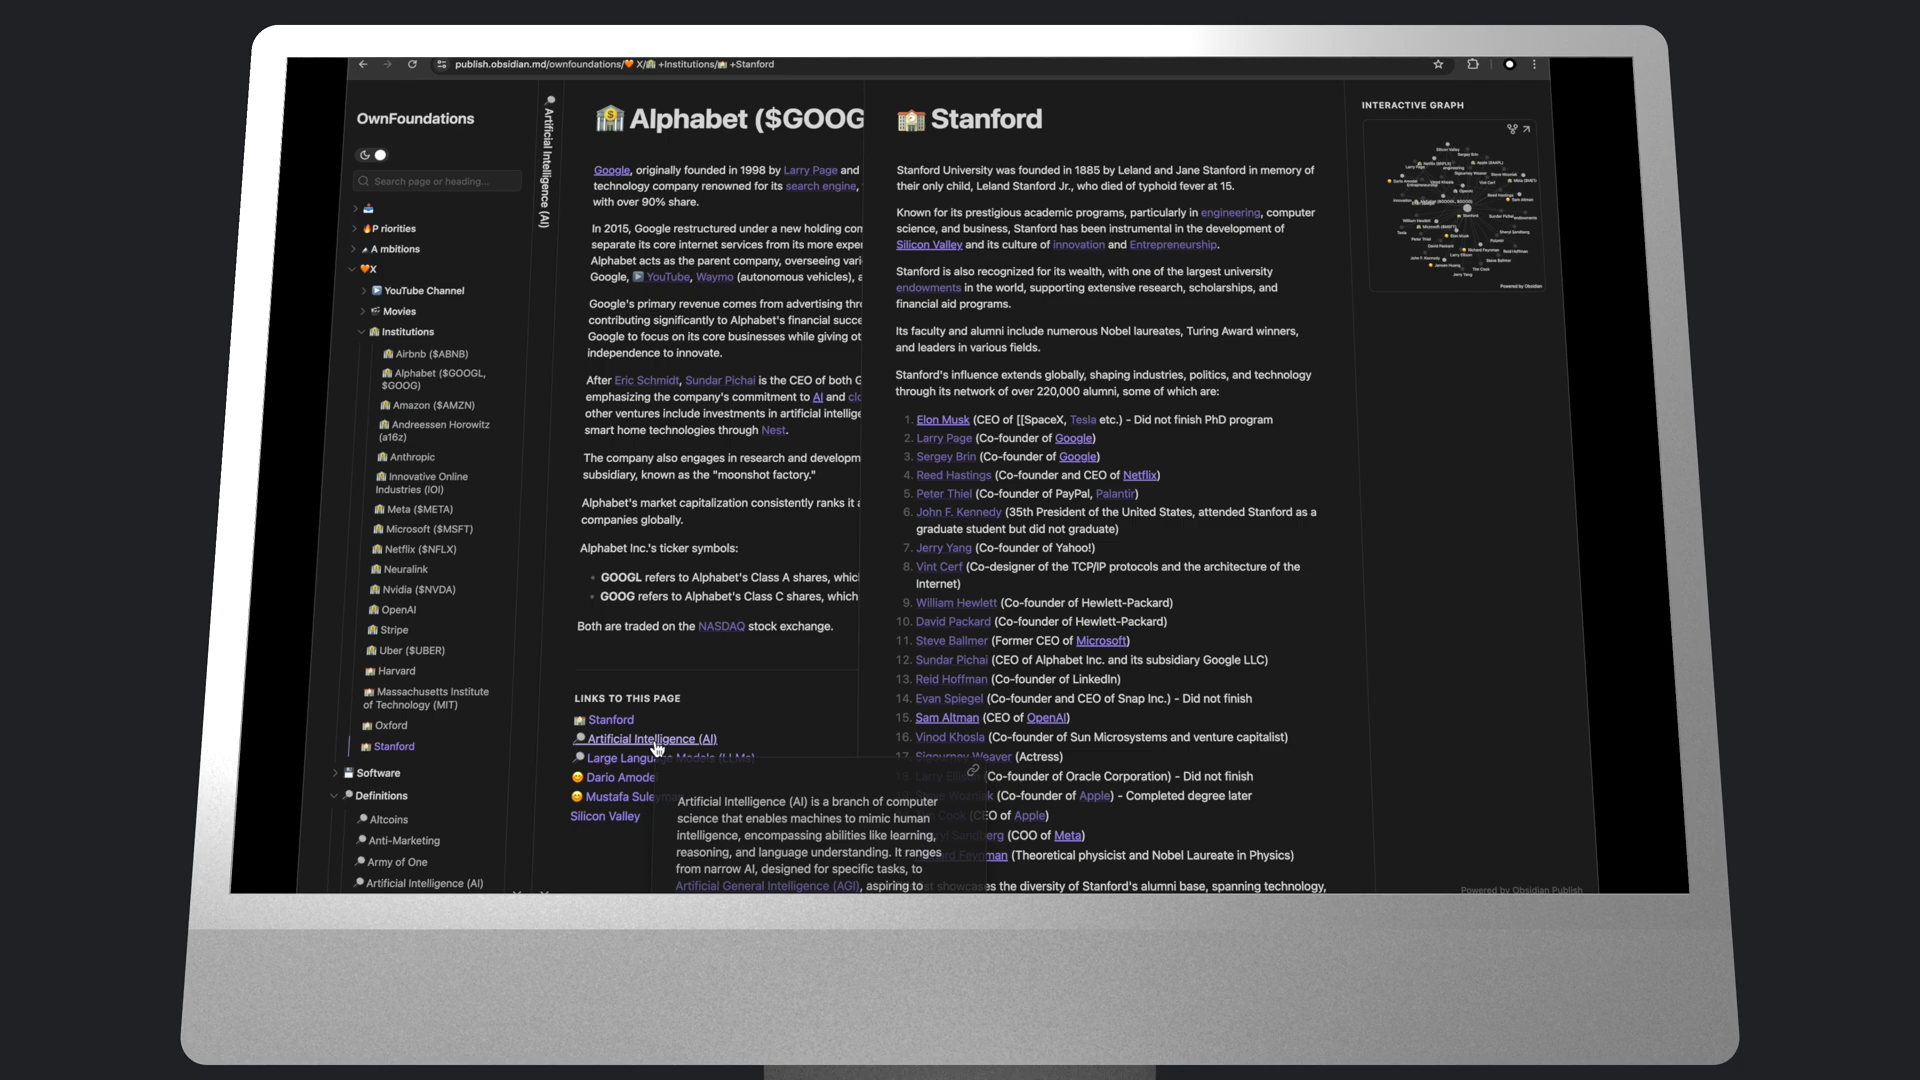 publish.obsidian.md/ownfoundations/🧡 X/🏦 +Institutions/🏫 +Stanford
OwnFoundations
Search page or heading...
📥
🔥P riorities
A mbitions
🧡X
▶️ YouTube Channel
🎬 Movies
🏦 Institutions
🏦 Airbnb ($ABNB)
🏦 Alphabet ($GOOGL,
$GOOG)
🏦 Amazon ($AMZN)
🏦 Andreessen Horowitz
(a16z)
🏦 Anthropic
🏦 Innovative Online
Industries (IOI)
🏦 Meta ($META)
🏦 Microsoft ($MSFT)
🏦 Netflix ($NFLX)
🏦 Neuralink
🏦 Nvidia ($NVDA)
🏦 OpenAI
🏦 Stripe
🏦 Uber ($UBER)
🏫 Harvard
🏫 Massachusetts Institute
of Technology (MIT)
🏫 Oxford
🏫 Stanford
💾 Software
🔎 Definitions
🔎 Altcoins
🔎 Anti-Marketing
🔎 Army of One
🔎 Artificial Intelligence (AI)
🔎 Artificial Intelligence (AI)
🏦 Alphabet ($GOOG
Google, originally founded in 1998 by Larry Page and
technology company renowned for its search engine,
with over 90% share.
In 2015, Google restructured under a new holding con
separate its core internet services from its more exper
Alphabet acts as the parent company, overseeing vari
Google, ▶️ YouTube, Waymo (autonomous vehicles), a
Google's primary revenue comes from advertising thr
contributing significantly to Alphabet's financial succe
Google to focus on its core businesses while giving ot
independence to innovate.
After Eric Schmidt, Sundar Pichai is the CEO of both G
emphasizing the company's commitment to AI and clo
other ventures include investments in artificial intellige
smart home technologies through Nest.
The company also engages in research and developm
subsidiary, known as the "moonshot factory."
Alphabet's market capitalization consistently ranks it a
companies globally.
Alphabet Inc.'s ticker symbols:
• GOOGL refers to Alphabet's Class A shares, whicl
• GOOG refers to Alphabet's Class C shares, which
Both are traded on the NASDAQ stock exchange.
LINKS TO THIS PAGE
🏫 Stanford
🔎 Artificial Intelligence (AI)
🔎 Large Language Models (LLMs)
😊 Dario Amode
😊 Mustafa Suleyman
Silicon Valley
Artificial Intelligence (AI) is a branch of computer
science that enables machines to mimic human
intelligence, encompassing abilities like learning,
reasoning, and language understanding. It ranges
from narrow AI, designed for specific tasks, to
Artificial General Intelligence (AGI), aspiring to
🏫 Stanford
Stanford University was founded in 1885 by Leland and Jane Stanford in memory of
their only child, Leland Stanford Jr., who died of typhoid fever at 15.
Known for its prestigious academic programs, particularly in engineering, computer
science, and business, Stanford has been instrumental in the development of
Silicon Valley and its culture of innovation and Entrepreneurship.
Stanford is also recognized for its wealth, with one of the largest university
endowments in the world, supporting extensive research, scholarships, and
financial aid programs.
Its faculty and alumni include numerous Nobel laureates, Turing Award winners,
and leaders in various fields.
Stanford's influence extends globally, shaping industries, politics, and technology
through its network of over 220,000 alumni, some of which are:
1. Elon Musk (CEO of [[SpaceX, Tesla etc.) - Did not finish PhD program
2. Larry Page (Co-founder of Google)
3. Sergey Brin (Co-founder of Google)
4. Reed Hastings (Co-founder and CEO of Netflix)
5. Peter Thiel (Co-founder of PayPal, Palantir)
6. John F. Kennedy (35th President of the United States, attended Stanford as a
graduate student but did not graduate)
7. Jerry Yang (Co-founder of Yahoo!)
8. Vint Cerf (Co-designer of the TCP/IP protocols and the architecture of the
Internet)
9. William Hewlett (Co-founder of Hewlett-Packard)
10. David Packard (Co-founder of Hewlett-Packard)
11. Steve Ballmer (Former CEO of Microsoft)
12. Sundar Pichai (CEO of Alphabet Inc. and its subsidiary Google LLC)
13. Reid Hoffman (Co-founder of LinkedIn)
14. Evan Spiegel (Co-founder and CEO of Snap Inc.) - Did not finish
15. Sam Altman (CEO of OpenAI)
16. Vinod Khosla (Co-founder of Sun Microsystems and venture capitalist)
17. Sigourney Weaver (Actress)
18. Larry Ellison (Co-founder of Oracle Corporation) - Did not finish
Steve Wozniak (Co-founder of Apple) - Completed degree later
Cook (CEO of Apple)
Sandberg (COO of Meta)
Feynman (Theoretical physicist and Nobel Laureate in Physics)
showcases the diversity of Stanford's alumni base, spanning technology,
INTERACTIVE GRAPH
Powered by Obsidian
Powered by Obsidian Publish